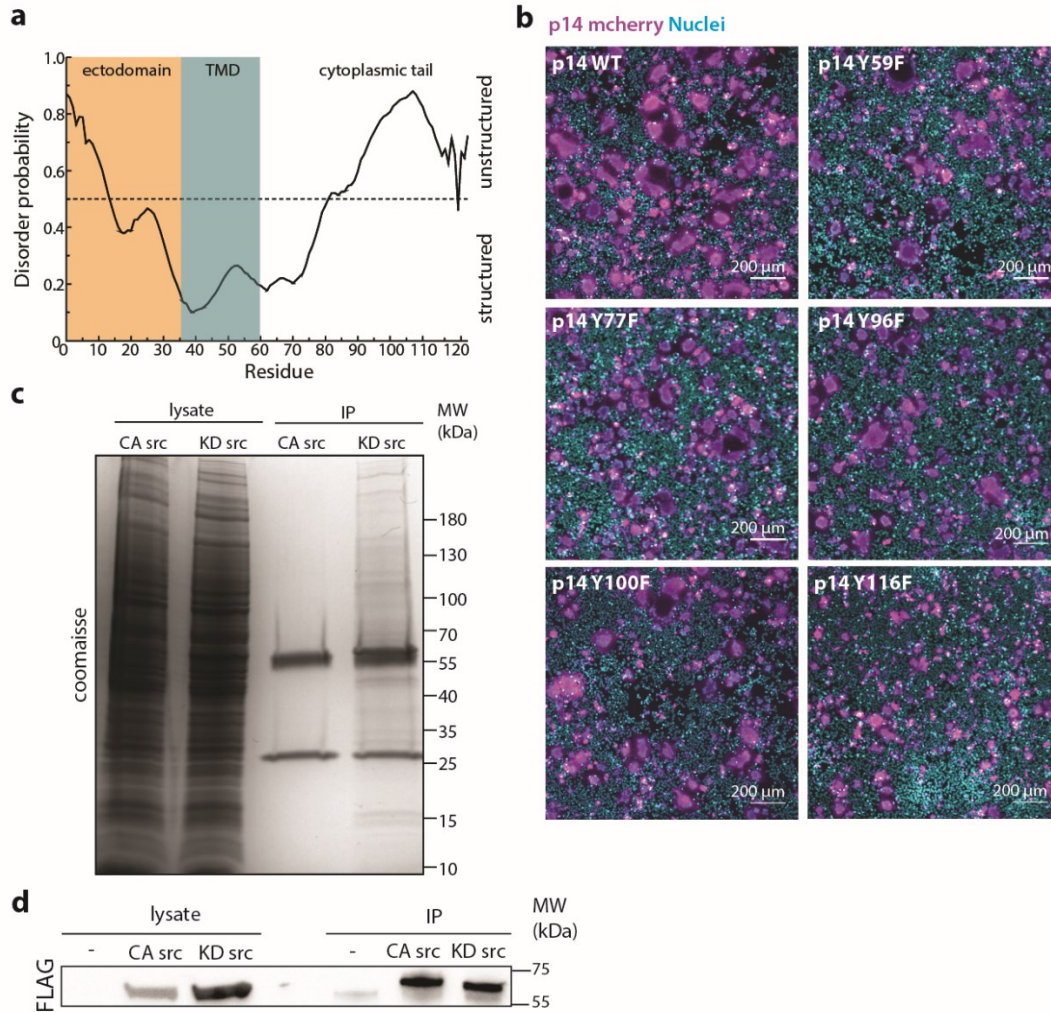 a
1.0
0.8
0.6
0.4
0.2
0
Disorder probability
ectodomain TMD cytoplasmic tail
unstructured
structured
0 10 20 30 40 50 60 70 80 90 100 110 120
Residue
b
p14 mcherry Nuclei
p14 WT
200 µm
p14 Y59F
200 µm
p14 Y77F
200 µm
p14 Y96F
200 µm
p14 Y100F
200 µm
p14 Y116F
200 µm
c
lysate IP MW
(kDa)
CA src KD src CA src KD src
coomaisse
180
130
100
70
55
40
35
25
15
10
d
lysate IP MW
(kDa)
- CA src KD src - CA src KD src
FLAG
75
55